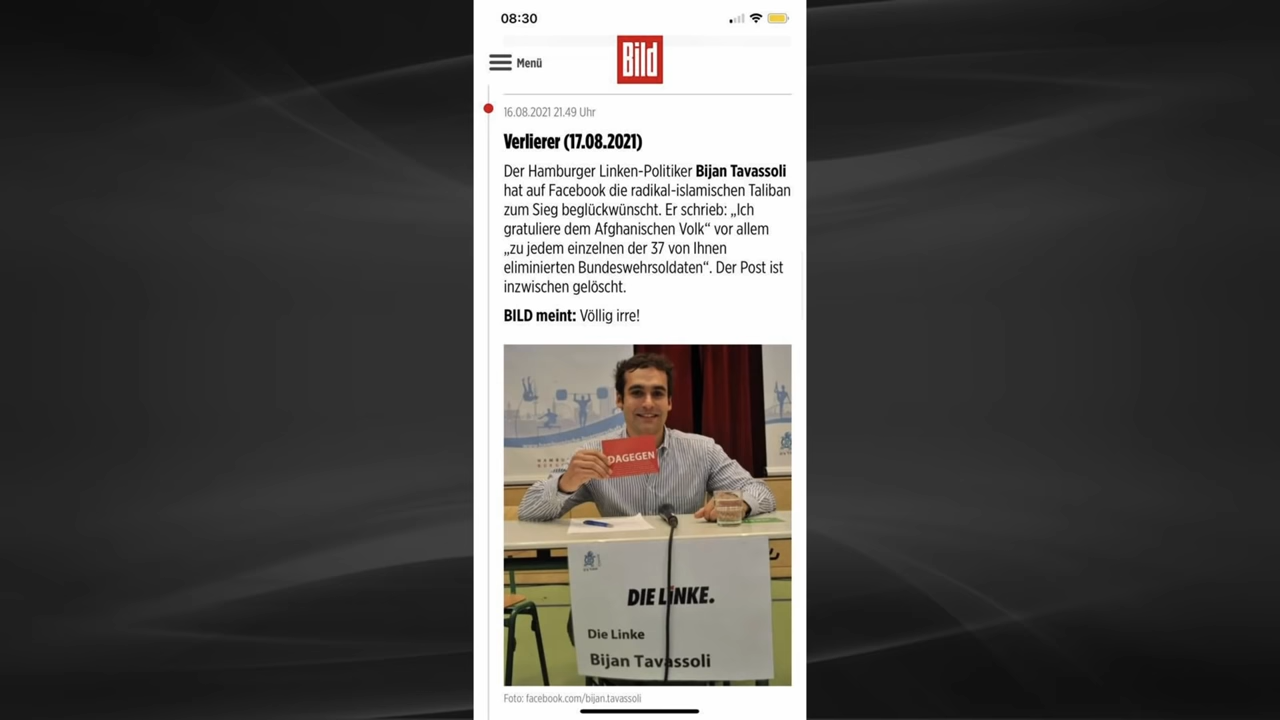 08:30
Menü
Bild
16.08.2021 21.49 Uhr
Verlierer (17.08.2021)
Der Hamburger Linken-Politiker Bijan Tavassoli
hat auf Facebook die radikal-islamischen Taliban
zum Sieg beglückwünscht. Er schrieb: „Ich
gratuliere dem Afghanischen Volk“ vor allem
„zu jedem einzelnen der 37 von Ihnen
eliminierten Bundeswehrsoldaten“. Der Post ist
inzwischen gelöscht.
BILD meint: Völlig irre!
DAGEGEN
DIE LiNKE.
Die Linke
Bijan Tavassoli
Foto: facebook.com/bijan.tavassoli